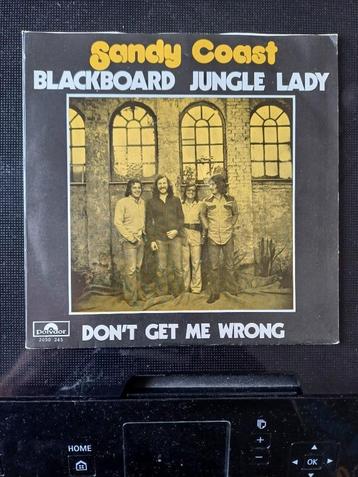 Sandy Coast
BLACKBOARD JUNGLE LADY
DON'T GET ME WRONG
Polydor
2050 245
HOME
OK